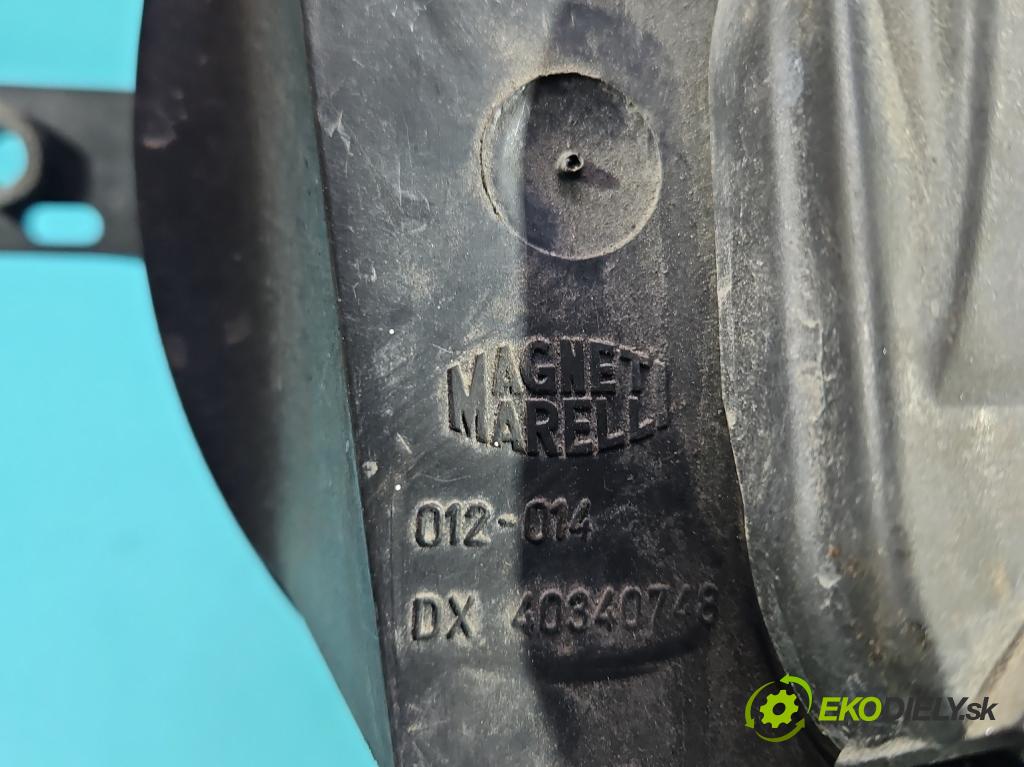 MAGNETI
MARELLI
012-014
DX 40340748
EKODIELY.sk